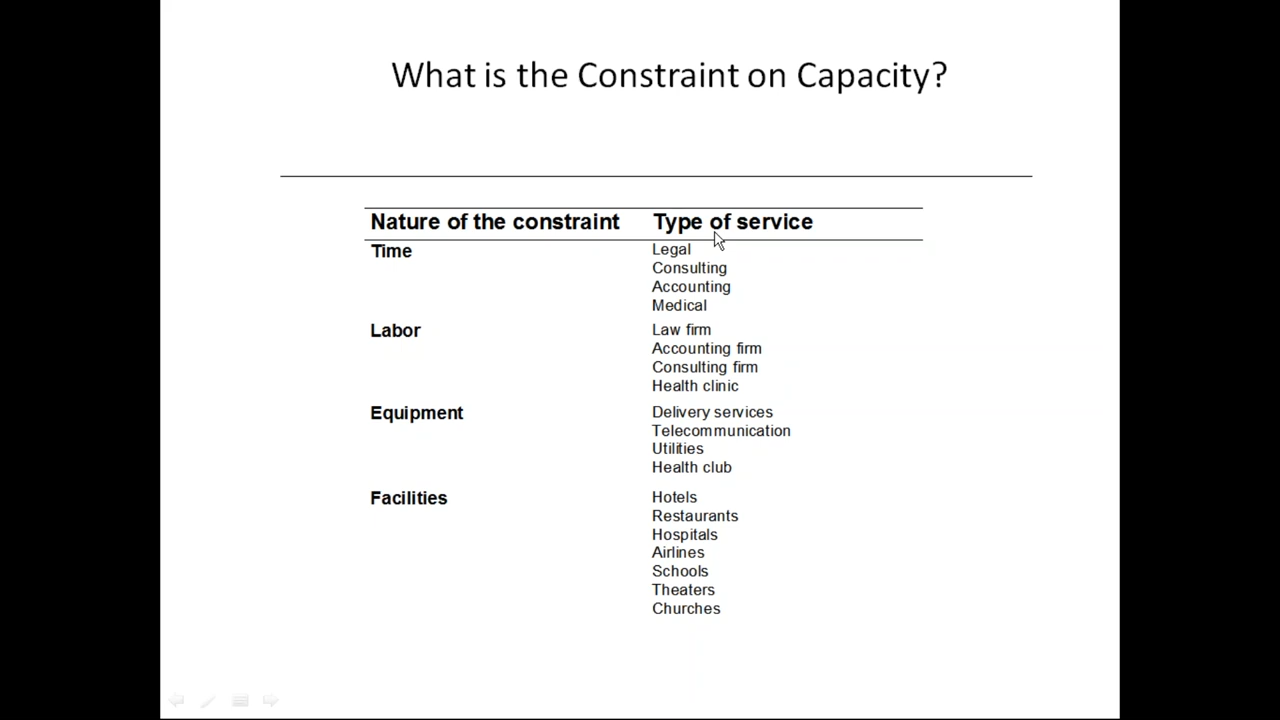 What is the Constraint on Capacity?
Nature of the constraint Type of service
Time Legal
Consulting
Accounting
Medical
Labor Law firm
Accounting firm
Consulting firm
Health clinic
Equipment Delivery services
Telecommunication
Utilities
Health club
Facilities Hotels
Restaurants
Hospitals
Airlines
Schools
Theaters
Churches